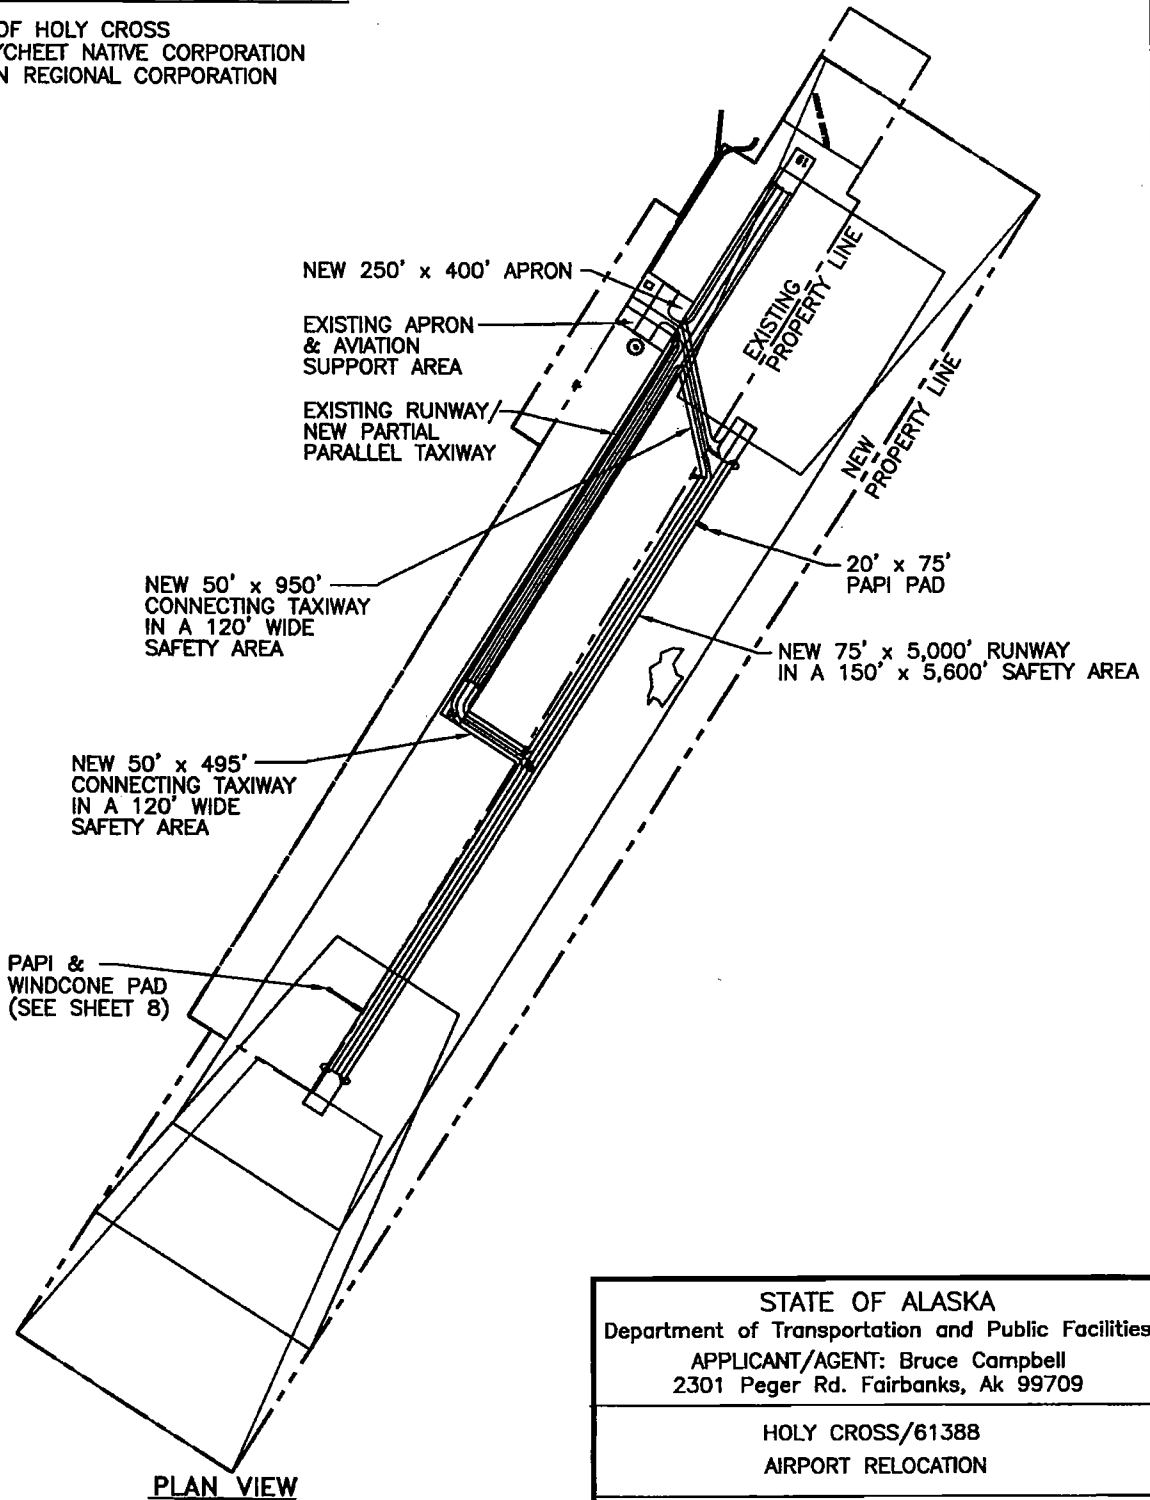 OF HOLY CROSS
CHEET NATIVE CORPORATION
REGIONAL CORPORATION
19
NEW 250' x 400' APRON
EXISTING APRON
& AVIATION
SUPPORT AREA
EXISTING RUNWAY/
NEW PARTIAL
PARALLEL TAXIWAY
EXISTING
PROPERTY LINE
NEW
PROPERTY LINE
NEW 50' x 950'
CONNECTING TAXIWAY
IN A 120' WIDE
SAFETY AREA
20' x 75'
PAPI PAD
NEW 75' x 5,000' RUNWAY
IN A 150' x 5,600' SAFETY AREA
NEW 50' x 495'
CONNECTING TAXIWAY
IN A 120' WIDE
SAFETY AREA
PAPI &
WINDCONE PAD
(SEE SHEET 8)
PLAN VIEW
STATE OF ALASKA
Department of Transportation and Public Facilities
APPLICANT/AGENT: Bruce Campbell
2301 Peger Rd. Fairbanks, Ak 99709
HOLY CROSS/61388
AIRPORT RELOCATION